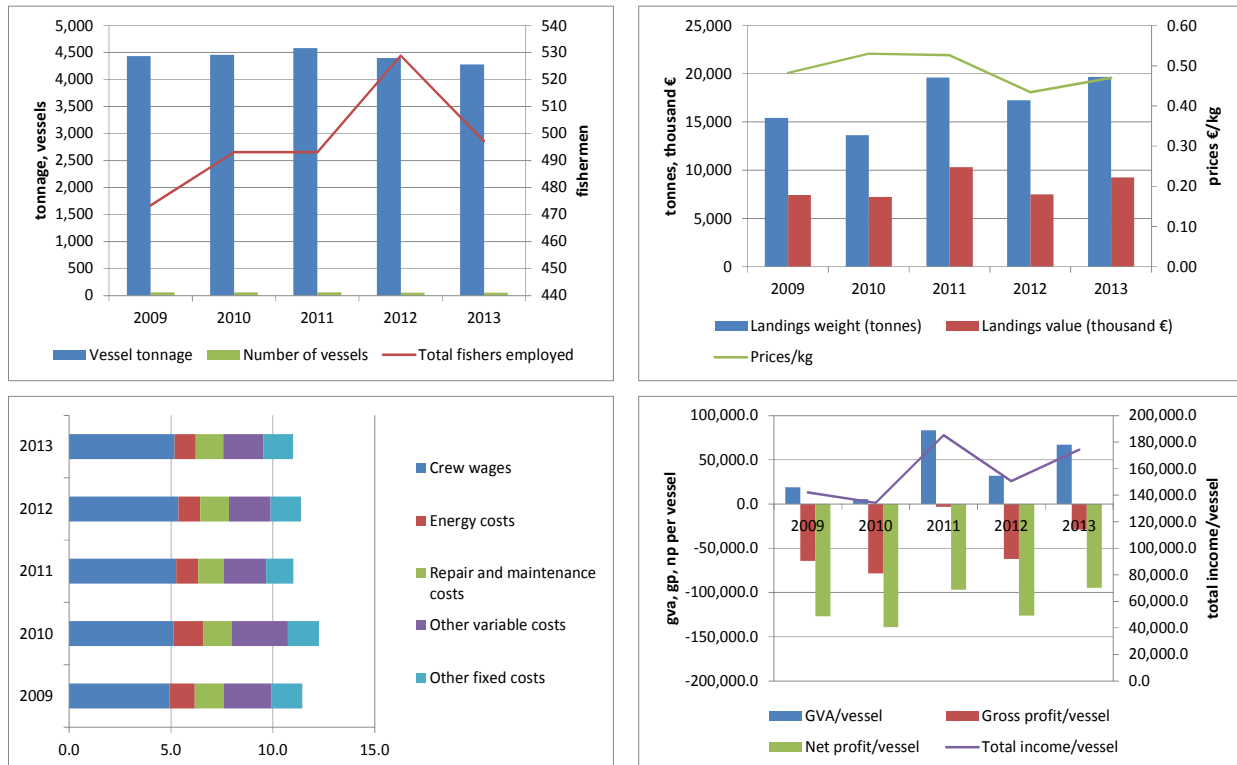 5,000
4,500
4,000
3,500
3,000
2,500
2,000
1,500
1,000
500
0
tonnage, vessels
540
530
520
510
500
490
480
470
460
450
440
fishermen
2009 2010 2011 2012 2013
Vessel tonnage Number of vessels Total fishers employed
25,000
20,000
15,000
10,000
5,000
0
tonnes, thousand €
0.60
0.50
0.40
0.30
0.20
0.10
0.00
prices €/kg
2009 2010 2011 2012 2013
Landings weight (tonnes) Landings value (thousand €)
Prices/kg
2013
2012
2011
2010
2009
0.0 5.0 10.0 15.0
Crew wages
Energy costs
Repair and maintenance
costs
Other variable costs
Other fixed costs
100,000.0
50,000.0
0.0
-50,000.0
-100,000.0
-150,000.0
-200,000.0
gva, gp, np per vessel
2009 2010 2011 2012 2013
200,000.0
180,000.0
160,000.0
140,000.0
120,000.0
100,000.0
80,000.0
60,000.0
40,000.0
20,000.0
0.0
total income/vessel
GVA/vessel Gross profit/vessel
Net profit/vessel Total income/vessel